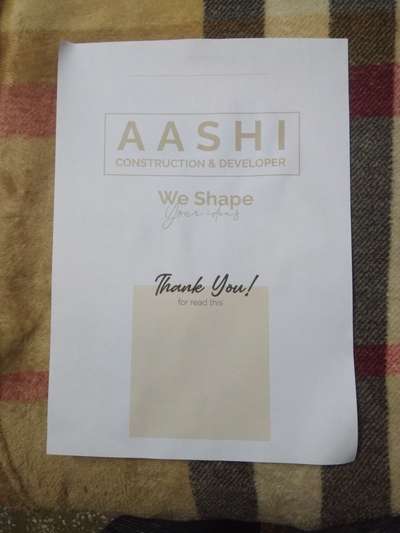 AASHI
CONSTRUCTION & DEVELOPER
We Shape
Your ideas
Thank You!
for read this